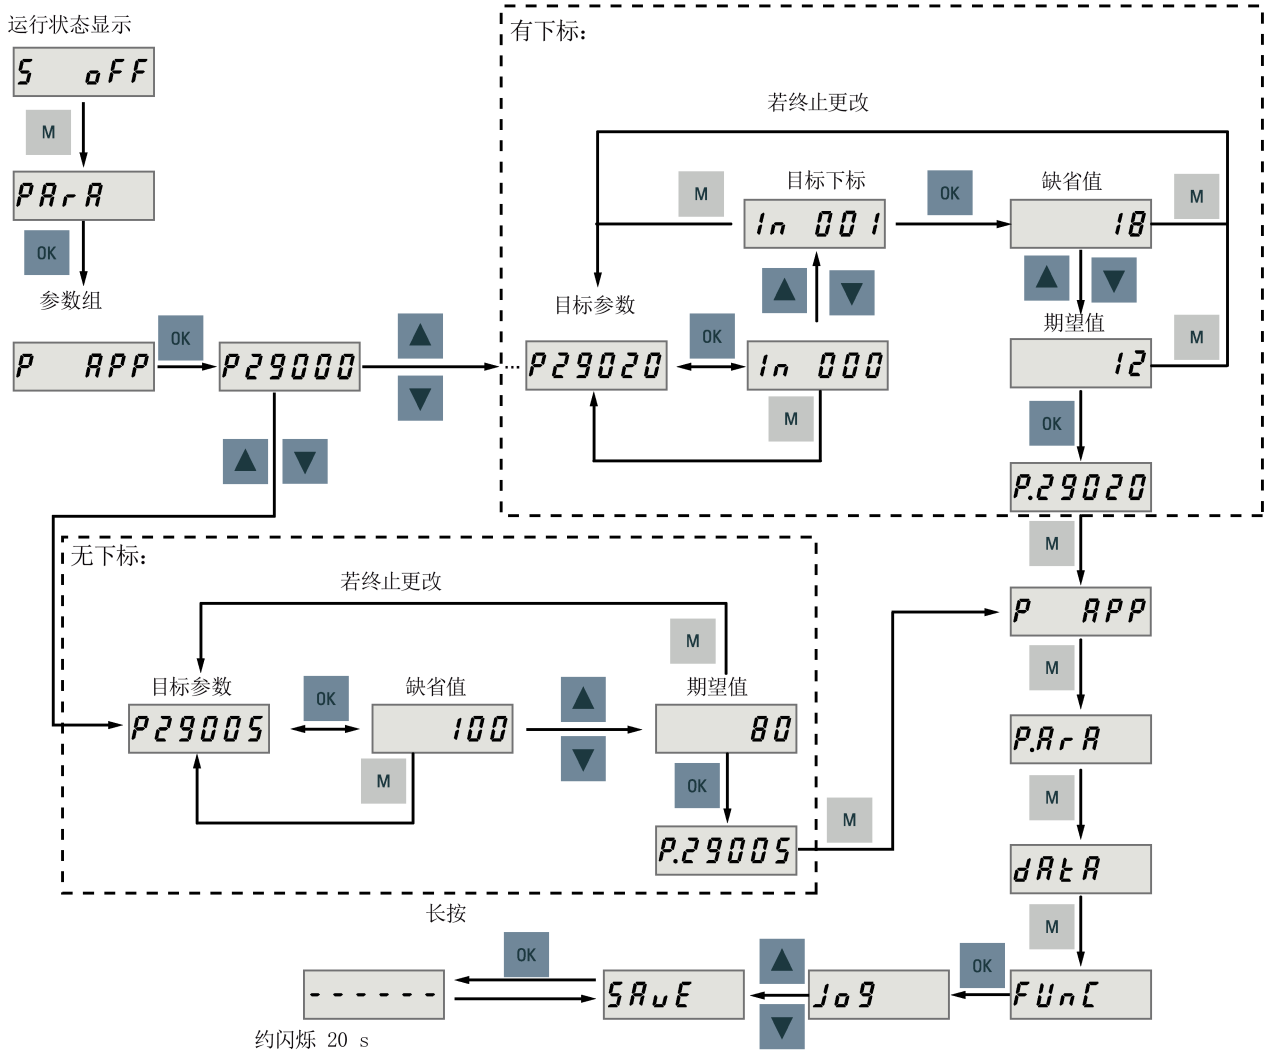 运行状态显示
S oFF
M
PArA
OK
参数组
P APP
OK
P29000
有下标:
若终止更改
M
目标下标
In 001
OK
缺省值
18
M
目标参数
...
P29020
OK
In 000
M
期望值
12
M
OK
P.29020
M
P APP
M
P.ArA
M
dAtA
M
FUnC
无下标:
若终止更改
目标参数
P29005
OK
缺省值
100
M
期望值
80
M
OK
P.29005
M
OK
JoG
SAvE
长按
OK
------
约闪烁 20 s